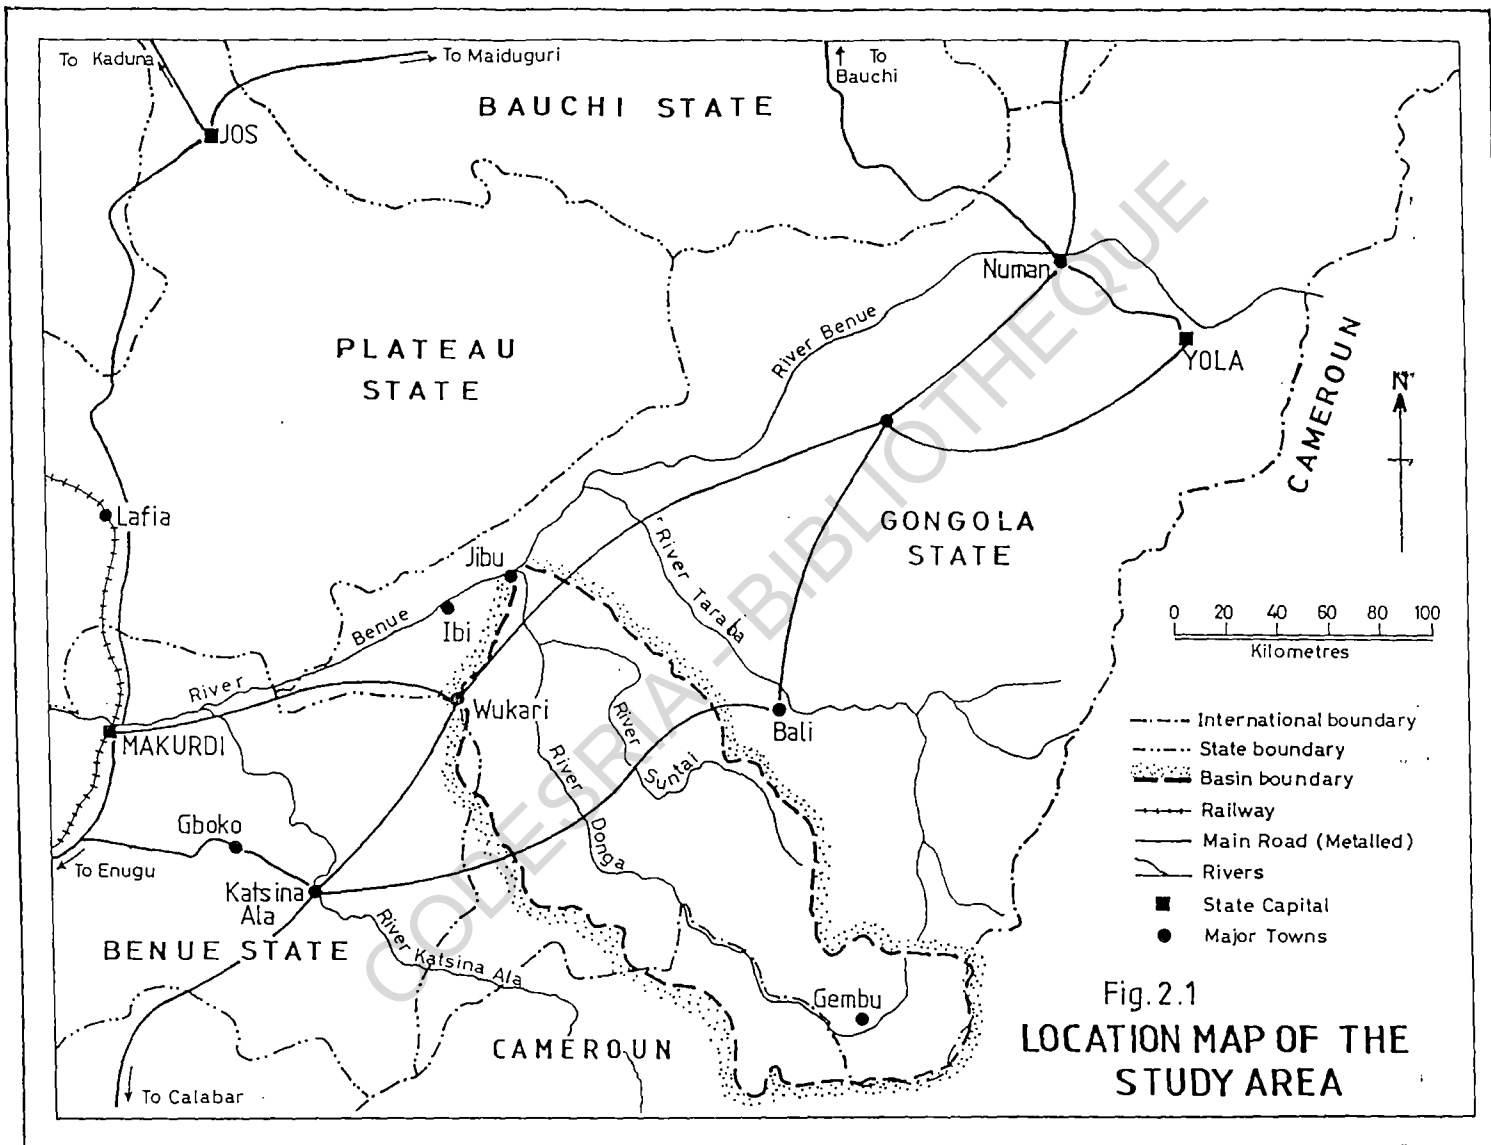 To Kaduna
To Maiduguri
To
Bauchi
BAUCHI STATE
JOS
Numan
River Benue
YOLA
CAMEROUN
PLATEAU
STATE
N
Lafia
GONGOLA
STATE
Jibu
River Taraba
Benue
Ibi
0 20 40 60 80 100
Kilometres
River
Wukari
MAKURDI
River
Suntai
Bali
River
Donga
International boundary
State boundary
Basin boundary
Railway
Main Road (Metalled)
Rivers
State Capital
Major Towns
Gboko
To Enugu
Katsina
Ala
BENUE STATE
River Katsina Ala
Gembu
CAMEROUN
To Calabar
Fig. 2.1
LOCATION MAP OF THE
STUDY AREA
CODESRIA-BIBLIOTHEQUE